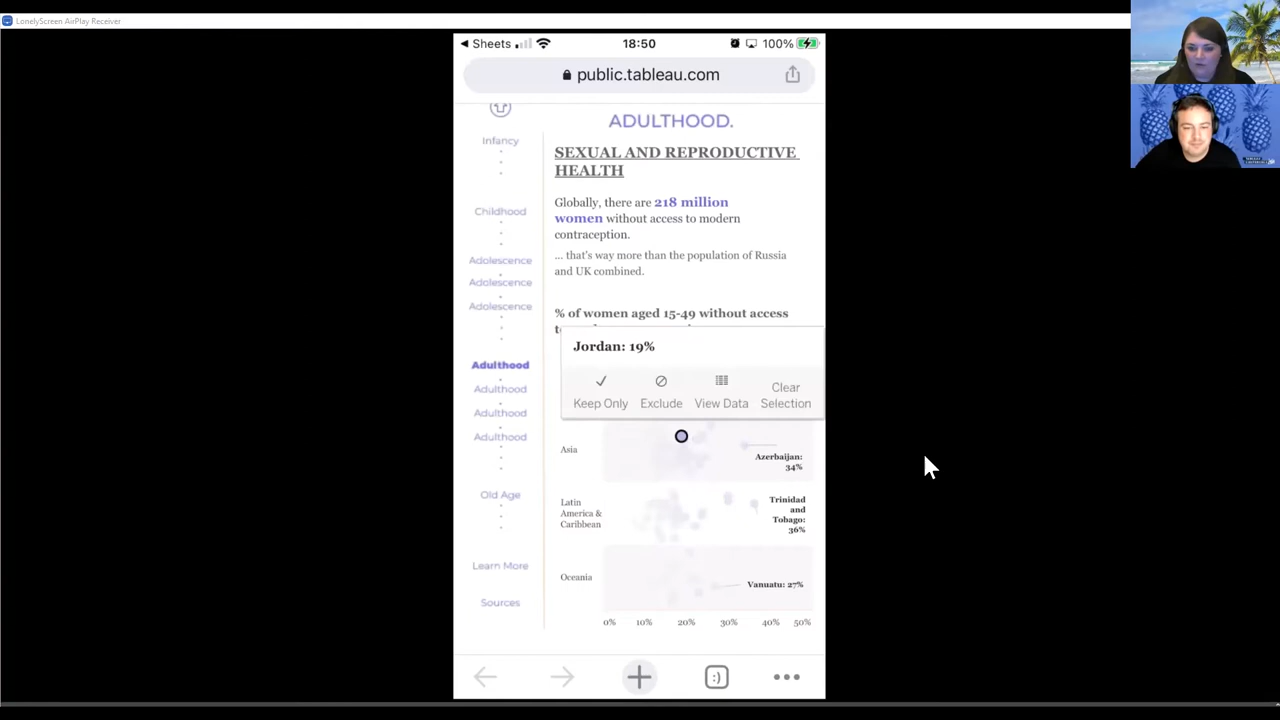 LonelyScreen AirPlay Receiver
Sheets
18:50
100%
public.tableau.com
Infancy
Childhood
Adolescence
Adolescence
Adolescence
Adulthood
Adulthood
Adulthood
Adulthood
Old Age
Learn More
Sources
ADULTHOOD.
SEXUAL AND REPRODUCTIVE
HEALTH
Globally, there are 218 million
women without access to modern
contraception.
... that's way more than the population of Russia
and UK combined.
% of women aged 15-49 without access
Jordan: 19%
Keep Only
Exclude
View Data
Clear
Selection
Asia
Azerbaijan:
34%
Latin
America &
Caribbean
Trinidad
and
Tobago:
36%
Oceania
Vanuatu: 27%
0% 10% 20% 30% 40% 50%